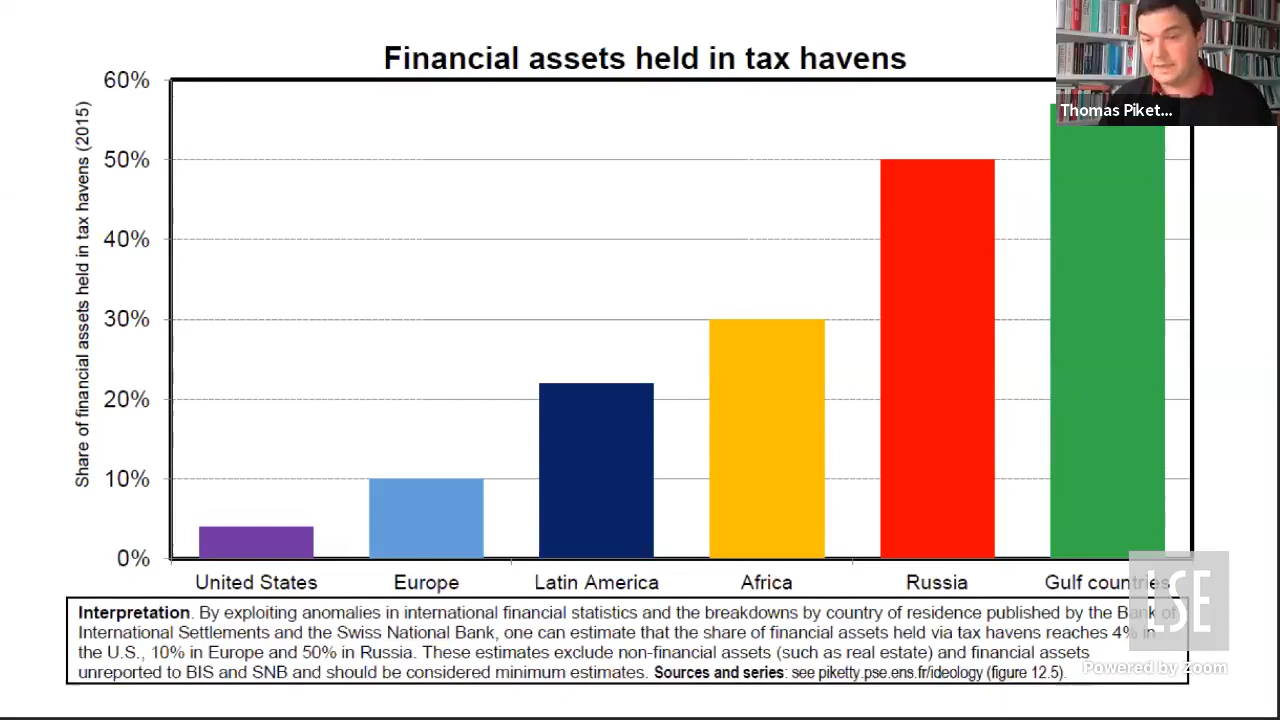 Financial assets held in tax havens
Thomas Piket...
Share of financial assets held in tax havens (2015)
60%
50%
40%
30%
20%
10%
0%
United States Europe Latin America Africa Russia Gulf countries
Interpretation. By exploiting anomalies in international financial statistics and the breakdowns by country of residence published by the Bank of
International Settlements and the Swiss National Bank, one can estimate that the share of financial assets held via tax havens reaches 4% in
the U.S., 10% in Europe and 50% in Russia. These estimates exclude non-financial assets (such as real estate) and financial assets
unreported to BIS and SNB and should be considered minimum estimates. Sources and series: see piketty.pse.ens.fr/ideology (figure 12.5).
LSE
Powered by Zoom